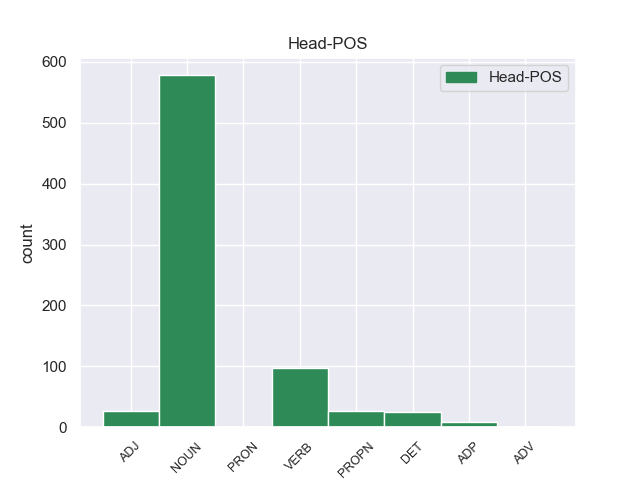 Head-POS
Head-POS
600
500
400
300
200
100
0
count
ADJ
NOUN
PRON
VERB
PROPN
DET
ADP
ADV